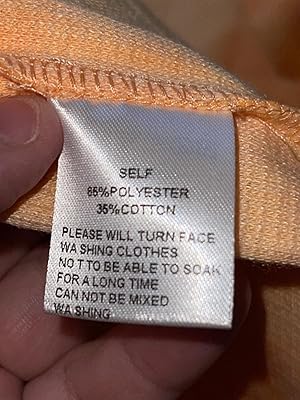 SELF
65%POLYESTER
35%COTTON
PLEASE WILL TURN FACE
WA SHING CLOTHES
NO T TO BE ABLE TO SOAK
FOR A LONG TIME
CAN NOT BE MIXED
WA SHING